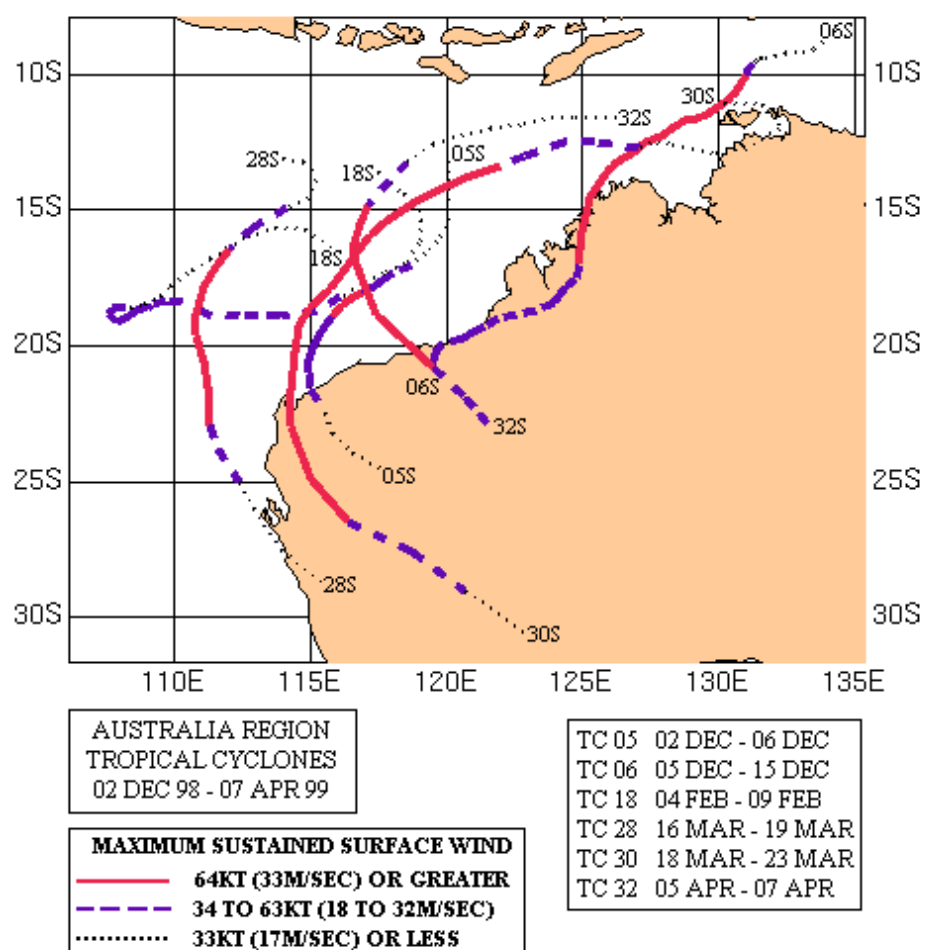 06S
10S
10S
30S
32S
05S
28S
18S
15S
15S
18S
20S
20S
06S
32S
25S
05S
25S
28S
30S
30S
30S
110E 115E 120E 125E 130E 135E
AUSTRALIA REGION
TROPICAL CYCLONES
02 DEC 98 - 07 APR 99
TC 05 02 DEC - 06 DEC
TC 06 05 DEC - 15 DEC
TC 18 04 FEB - 09 FEB
TC 28 16 MAR - 19 MAR
TC 30 18 MAR - 23 MAR
TC 32 05 APR - 07 APR
MAXIMUM SUSTAINED SURFACE WIND
64KT (33M/SEC) OR GREATER
34 TO 63KT (18 TO 32M/SEC)
33KT (17M/SEC) OR LESS